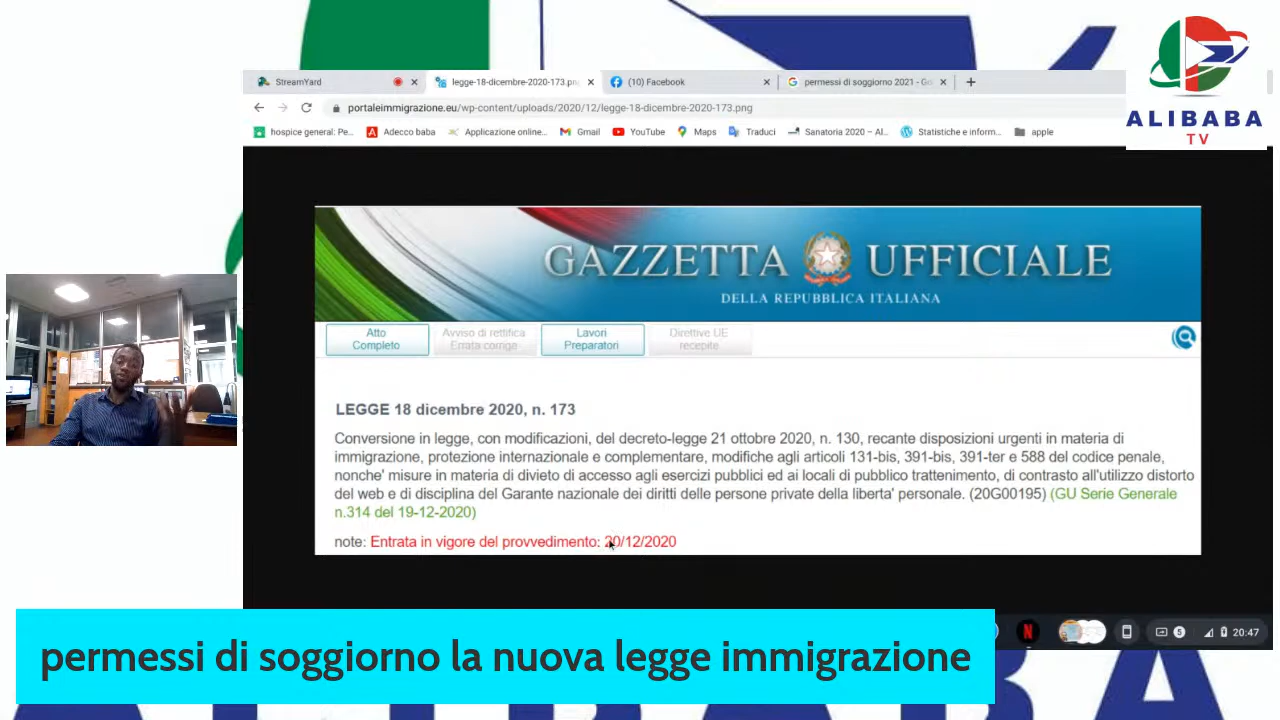 StreamYard
legge-18-dicembre-2020-173.pn
(10) Facebook
permessi di soggiorno 2021 - Go
portaleimmigrazione.eu/wp-content/uploads/2020/12/legge-18-dicembre-2020-173.png
hospice general: Pe...
Adecco baba
Applicazione online...
Gmail
YouTube
Maps
Traduci
Sanatoria 2020 – Al...
Statistiche e inform...
apple
ALIBABA
TV
GAZZETTA UFFICIALE
DELLA REPUBBLICA ITALIANA
Atto
Completo
Avviso di rettifica
Errata corrige
Lavori
Preparatori
Direttive UE
recepite
LEGGE 18 dicembre 2020, n. 173
Conversione in legge, con modificazioni, del decreto-legge 21 ottobre 2020, n. 130, recante disposizioni urgenti in materia di
immigrazione, protezione internazionale e complementare, modifiche agli articoli 131-bis, 391-bis, 391-ter e 588 del codice penale,
nonche' misure in materia di divieto di accesso agli esercizi pubblici ed ai locali di pubblico trattenimento, di contrasto all'utilizzo distorto
del web e di disciplina del Garante nazionale dei diritti delle persone private della liberta' personale. (20G00195) (GU Serie Generale
n.314 del 19-12-2020)
note: Entrata in vigore del provvedimento: 20/12/2020
N
5
20:47
permessi di soggiorno la nuova legge immigrazione